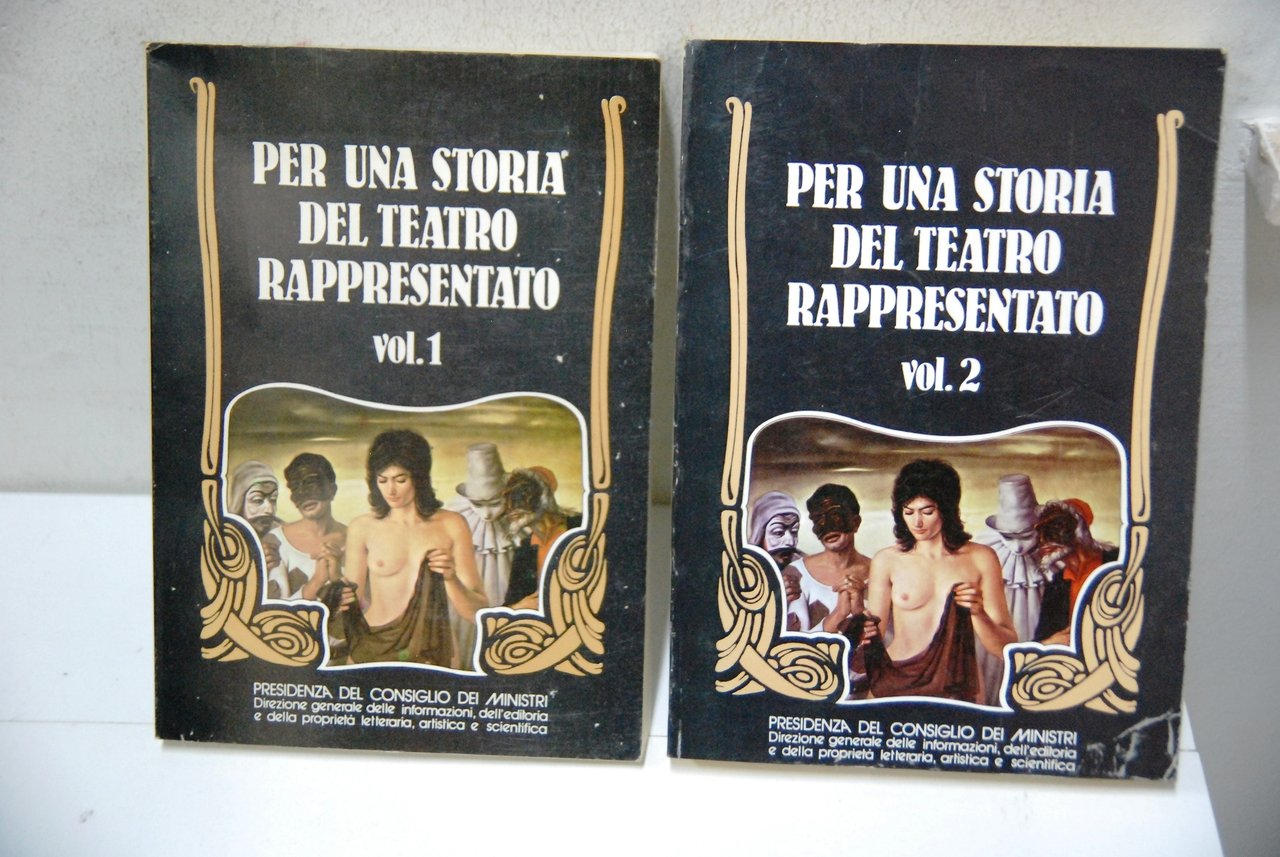 PER UNA STORIA
DEL TEATRO
RAPPRESENTATO
vol. 1
PRESIDENZA DEL CONSIGLIO DEI MINISTRI
Direzione generale delle informazioni, dell'editoria
e della proprietà letteraria, artistica e scientifica
PER UNA STORIA
DEL TEATRO
RAPPRESENTATO
vol. 2
PRESIDENZA DEL CONSIGLIO DEI MINISTRI
Direzione generale delle informazioni, dell'editoria
e della proprietà letteraria, artistica e scientifica